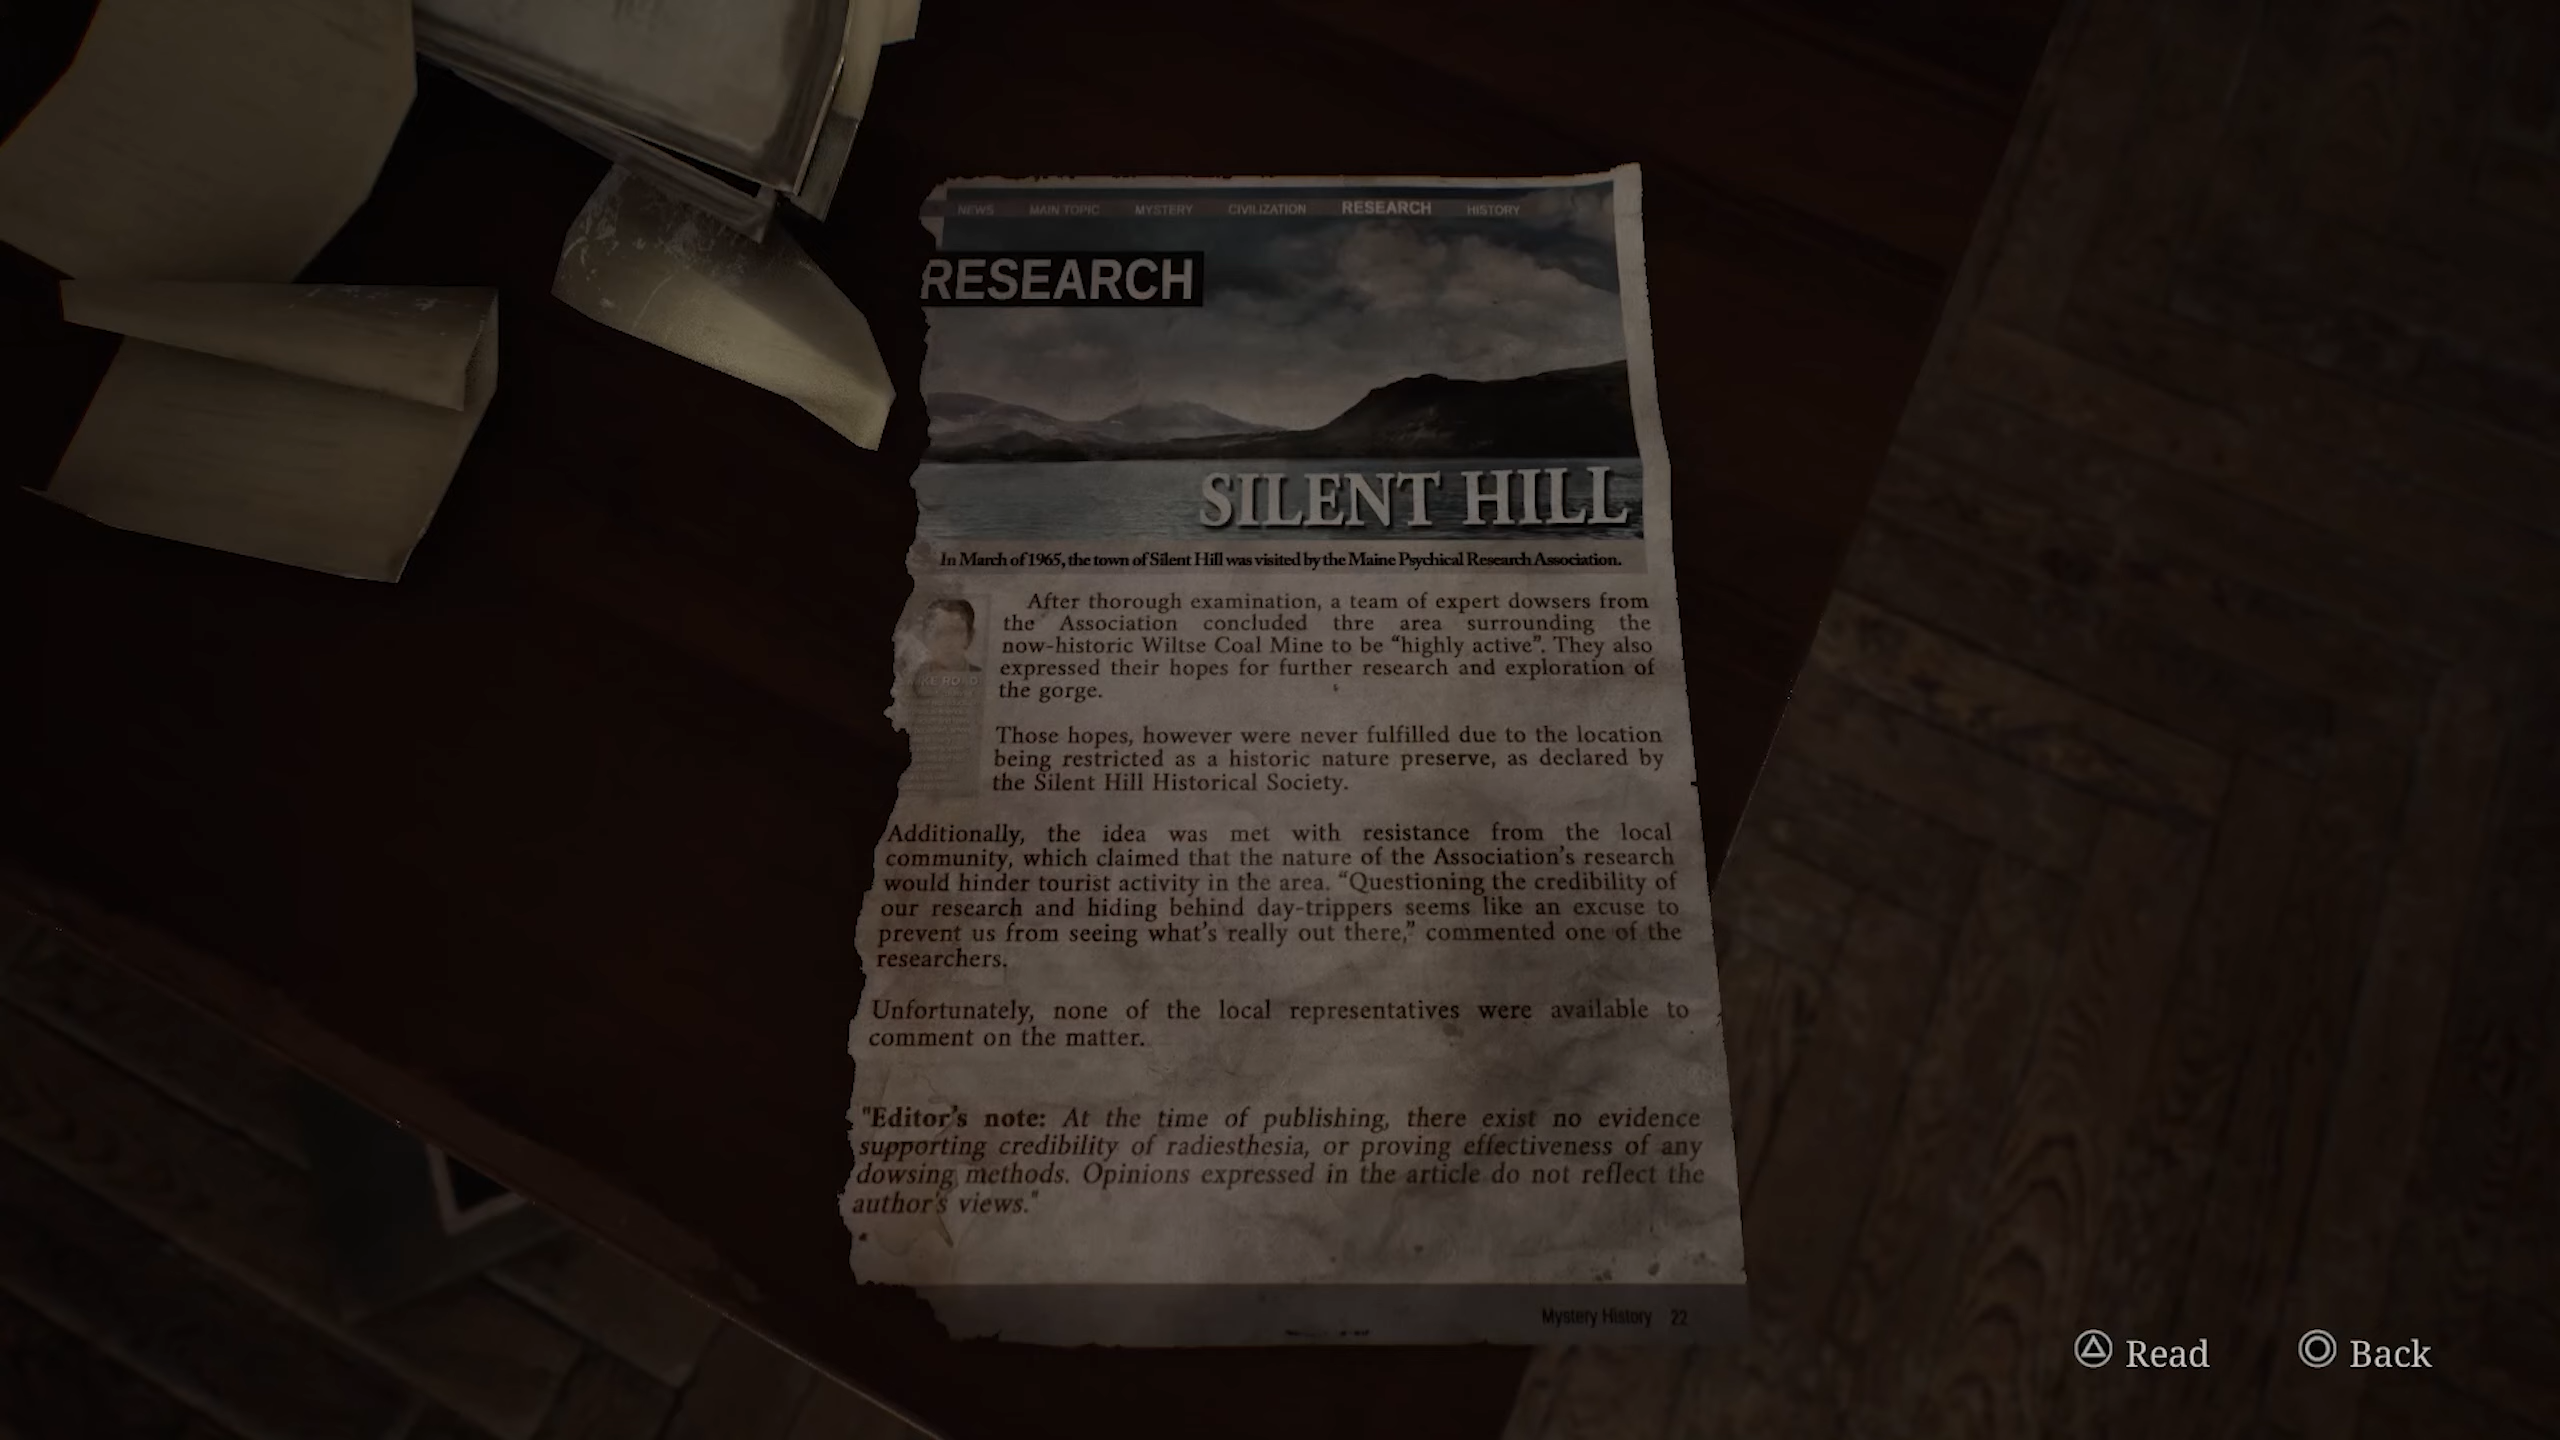 NEWS MAIN TOPIC MYSTERY CIVILIZATION RESEARCH HISTORY
RESEARCH
SILENT HILL
In March of 1965, the town of Silent Hill was visited by the Maine Psychical Research Association.
After thorough examination, a team of expert dowsers from
the Association concluded thre area surrounding the
now-historic Wiltse Coal Mine to be “highly active”. They also
expressed their hopes for further research and exploration of
the gorge.
Those hopes, however were never fulfilled due to the location
being restricted as a historic nature preserve, as declared by
the Silent Hill Historical Society.
Additionally, the idea was met with resistance from the local
community, which claimed that the nature of the Association's research
would hinder tourist activity in the area. “Questioning the credibility of
our research and hiding behind day-trippers seems like an excuse to
prevent us from seeing what's really out there,” commented one of the
researchers.
Unfortunately, none of the local representatives were available to
comment on the matter.
"Editor's note: At the time of publishing, there exist no evidence
supporting credibility of radiesthesia, or proving effectiveness of any
dowsing methods. Opinions expressed in the article do not reflect the
author's views."
Mystery History 22
Read
Back